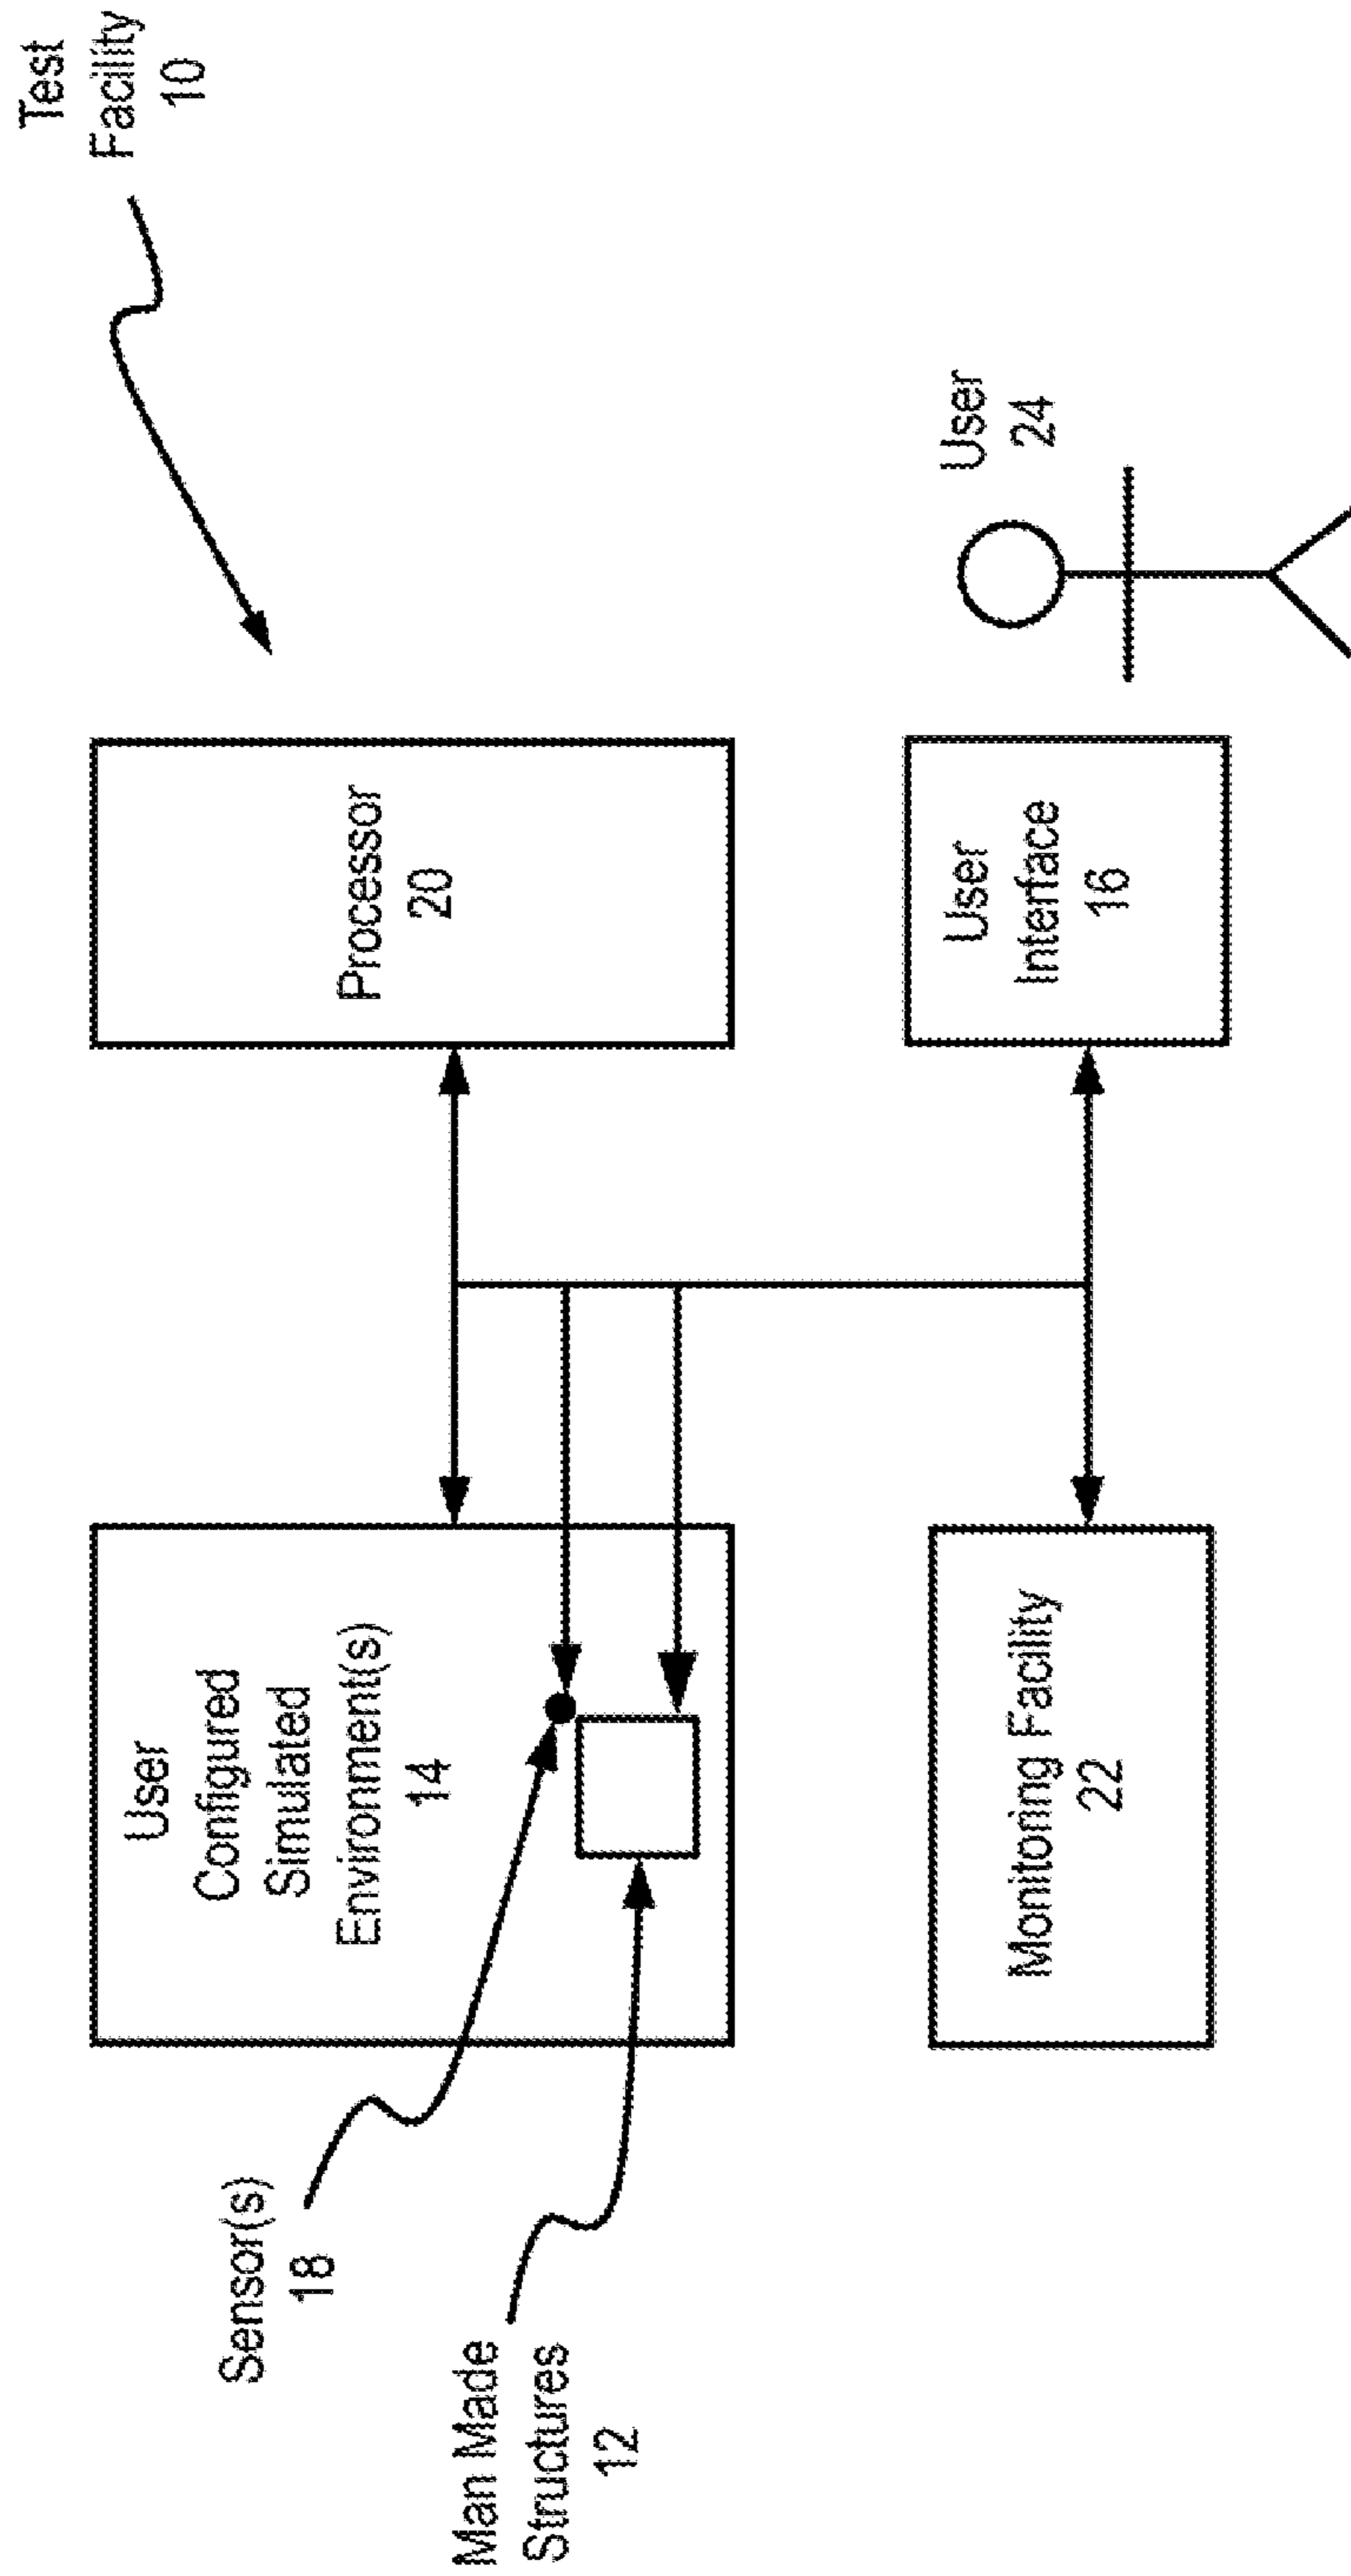 Test
Facility
10
Sensor(s)
18
Man Made
Structures
12
User
Configured
Simulated
Environment(s)
14
Processor
20
Monitoring Facility
22
User
Interface
16
User
24